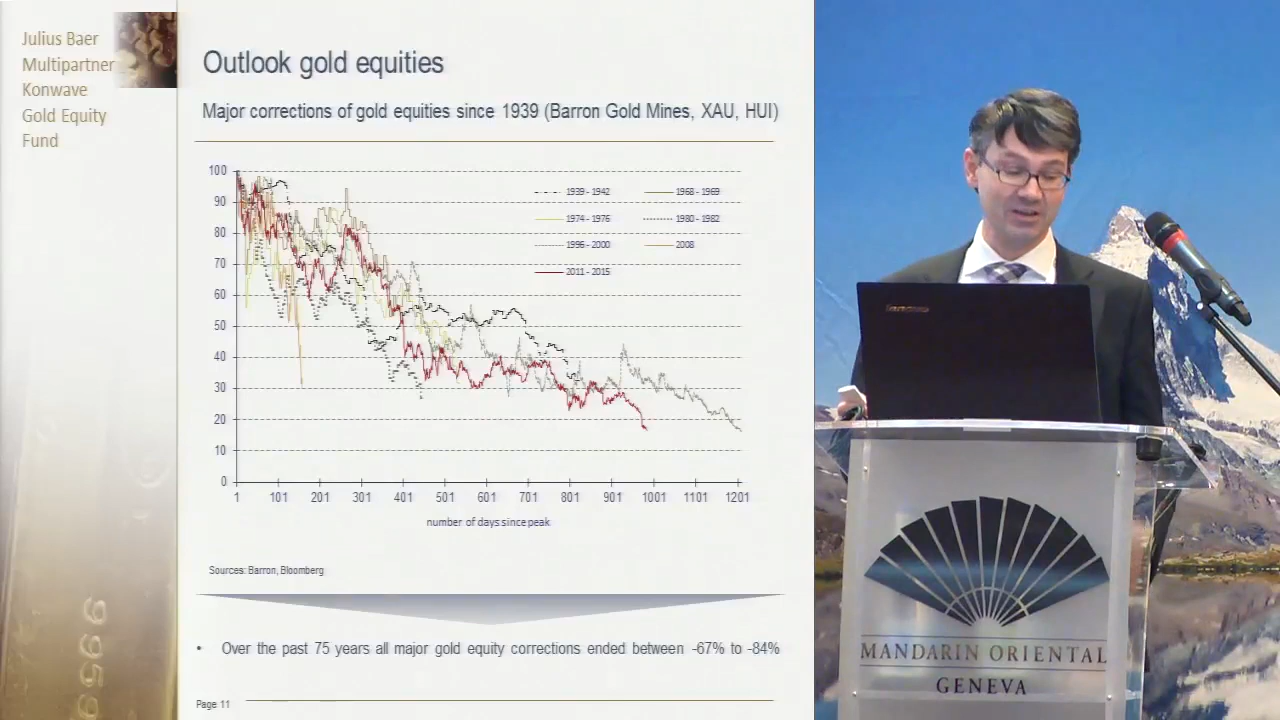 Julius Baer
Multipartner
Konwave
Gold Equity
Fund
Outlook gold equities
Major corrections of gold equities since 1939 (Barron Gold Mines, XAU, HUI)
100
90
80
70
60
50
40
30
20
10
0
1939 - 1942
1968 - 1969
1974 - 1976
1980 - 1982
1996 - 2000
2008
2011 - 2015
1 101 201 301 401 501 601 701 801 901 1001 1101 1201
number of days since peak
Sources: Barron, Bloomberg
• Over the past 75 years all major gold equity corrections ended between -67% to -84%
Page 11
9959
MANDARIN ORIENTAL
GENEVA